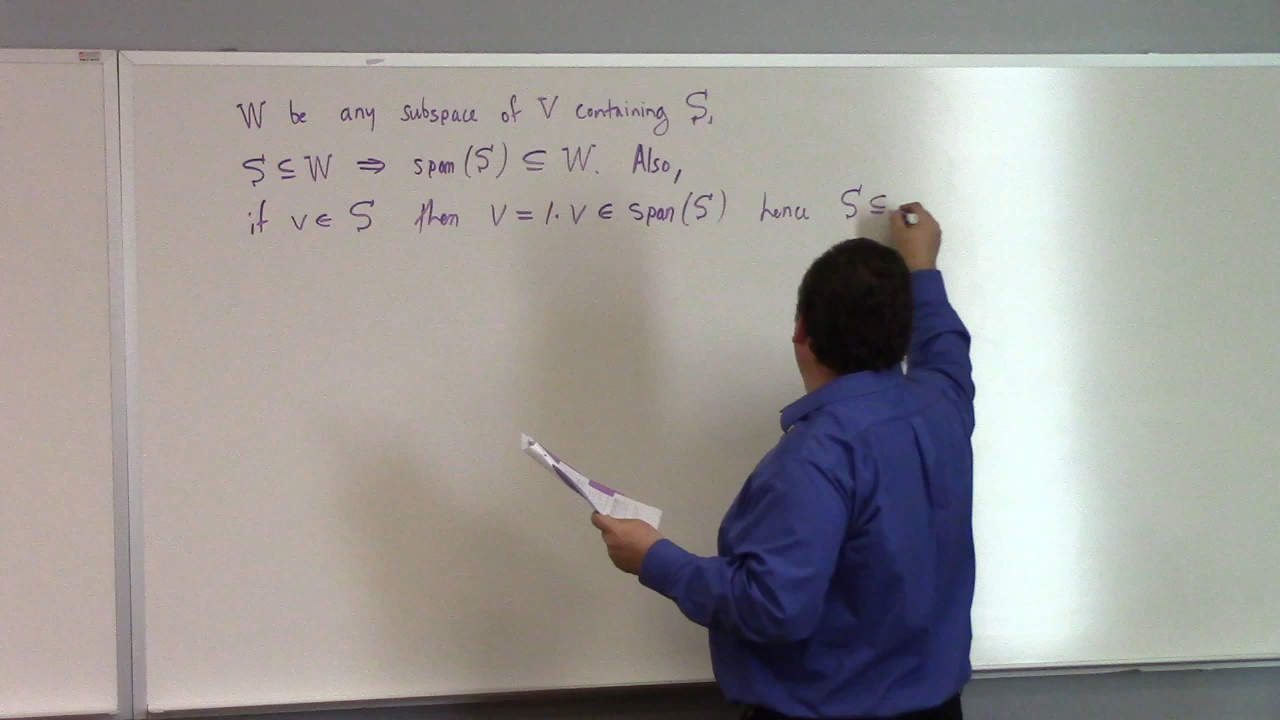 W be any subspace of V containing S,
S ⊆ W ⇒ span(S) ⊆ W. Also,
if v ∈ S then v = 1·v ∈ span(S) hence S ⊆